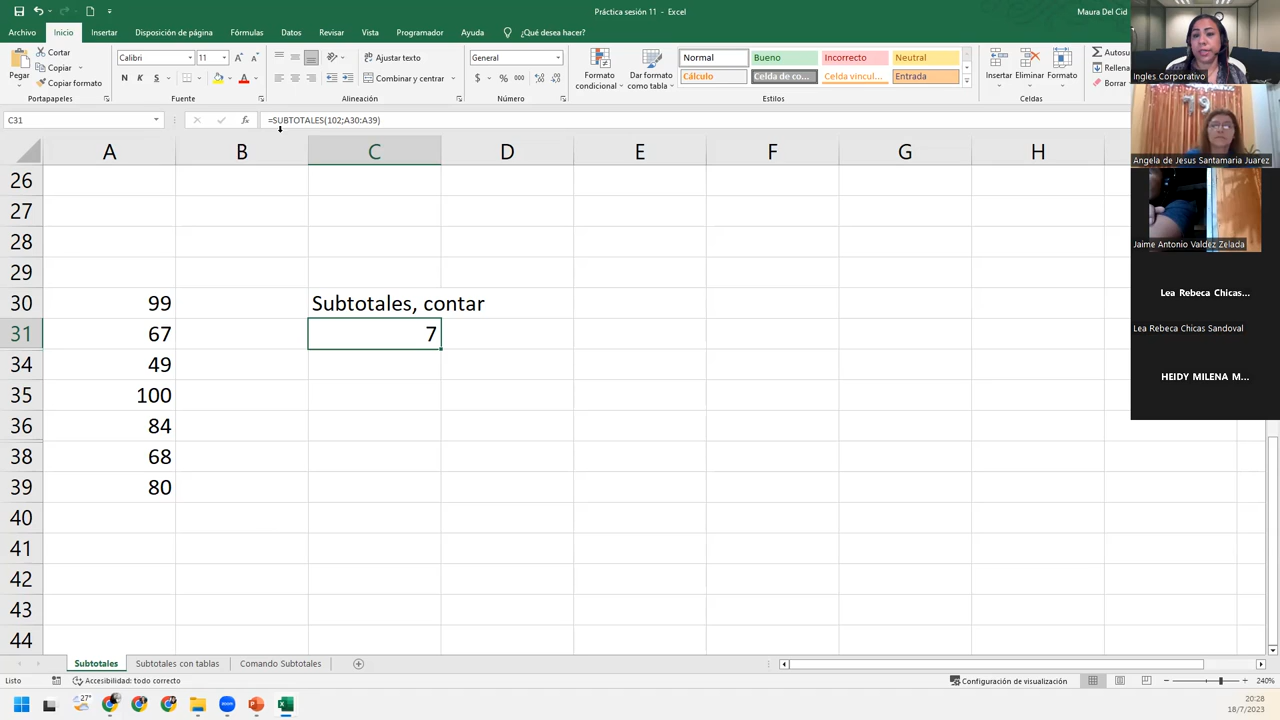 Práctica sesión 11 - Excel
Maura Del Cid
Archivo Inicio Insertar Disposición de página Fórmulas Datos Revisar Vista Programador Ayuda ¿Qué desea hacer?
Pegar
Cortar
Copiar
Copiar formato
Portapapeles
Calibri 11
N K S
Fuente
Ajustar texto
Combinar y centrar
Alineación
General
$ % 000
Número
Formato condicional
Dar formato como tabla
Normal Bueno Incorrecto Neutral
Cálculo Celda de co... Celda vincul... Entrada
Estilos
Insertar Eliminar Formato
Celdas
Autosu
Rellena
Borrar
C31 fx =SUBTOTALES(102;A30:A39)
A B C D E F G H
26
27
28
29
30 99 Subtotales, contar
31 67 7
34 49
35 100
36 84
38 68
39 80
40
41
42
43
44
Ingles Corporativo
79
Angela de Jesus Santamaria Juarez
Jaime Antonio Valdez Zelada
Lea Rebeca Chicas...
Lea Rebeca Chicas Sandoval
HEIDY MILENA M...
Subtotales Subtotales con tablas Comando Subtotales
Listo Accesibilidad: todo correcto Configuración de visualización 240%
27°
20:28
18/7/2023